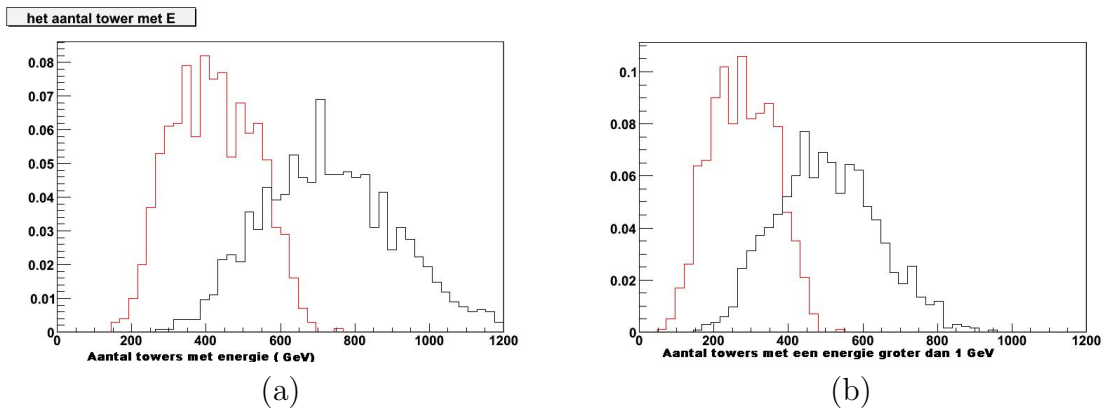 het aantal tower met E
0.08
0.07
0.06
0.05
0.04
0.03
0.02
0.01
0
0 200 400 600 800 1000 1200
Aantal towers met energie ( GeV)
(a)
0.1
0.08
0.06
0.04
0.02
0
0 200 400 600 800 1000 1200
Aantal towers met een energie groter dan 1 GeV
(b)